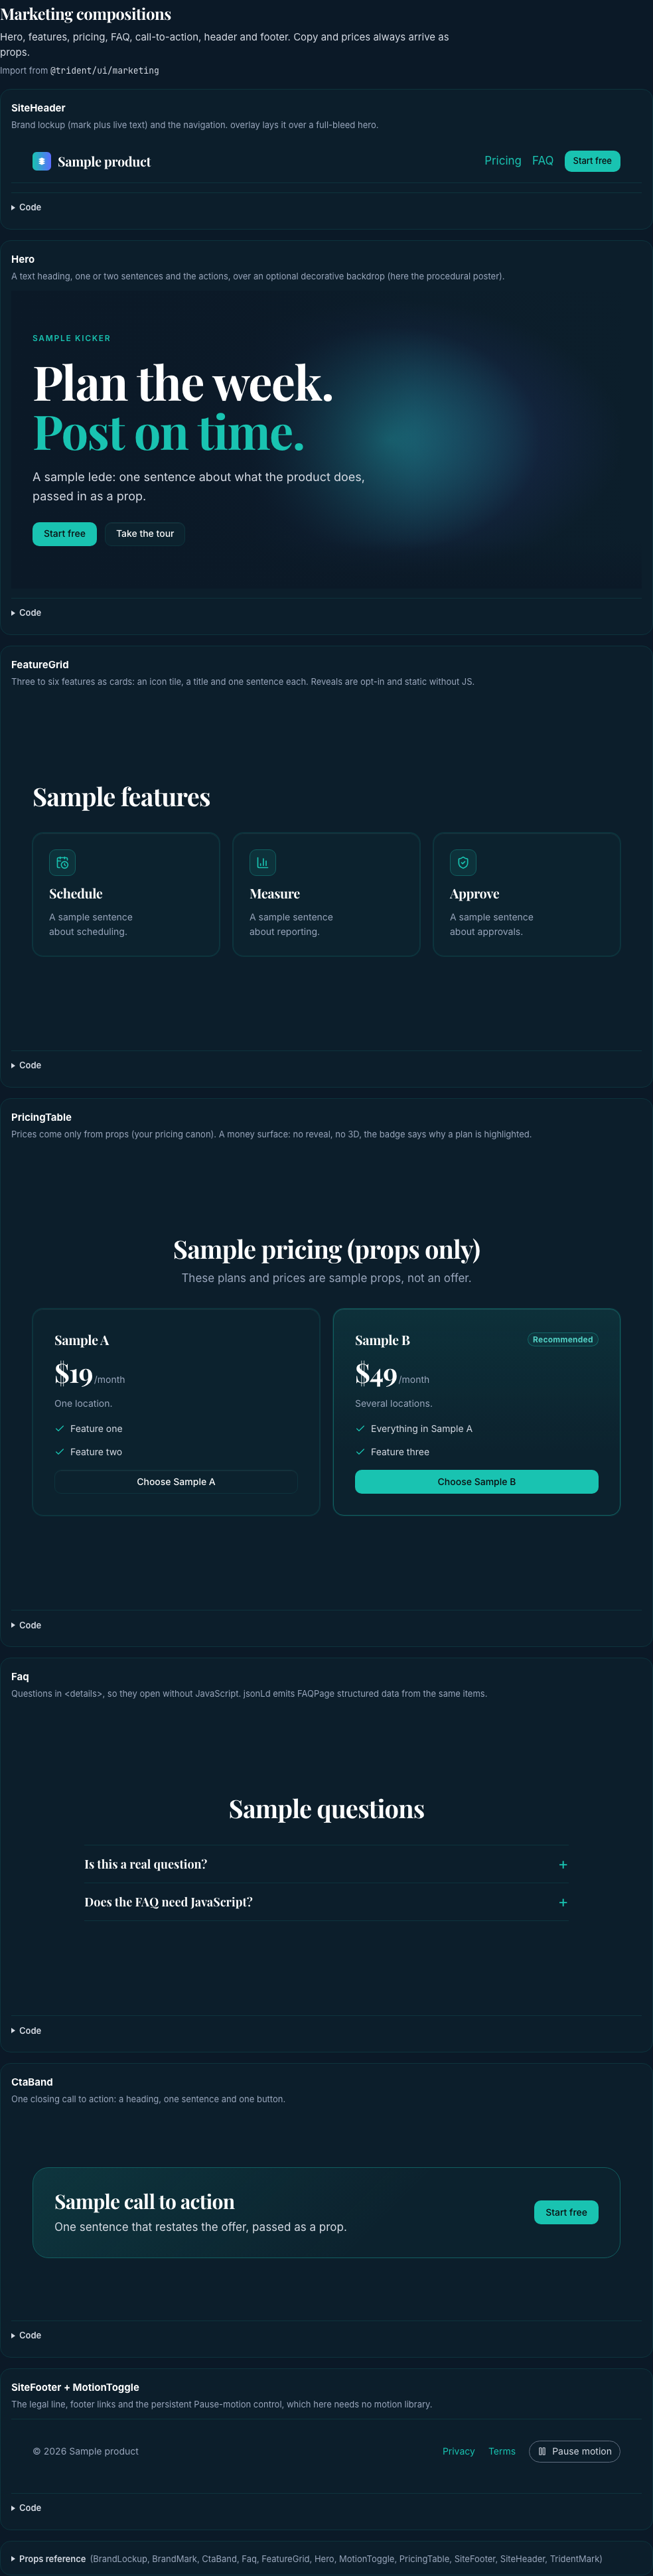 Marketing compositions
Hero, features, pricing, FAQ, call-to-action, header and footer. Copy and prices always arrive as
props.
Import from @trident/ui/marketing
SiteHeader
Brand lockup (mark plus live text) and the navigation. overlay lays it over a full-bleed hero.
Sample product
Pricing FAQ Start free
Code
Hero
A text heading, one or two sentences and the actions, over an optional decorative backdrop (here the procedural poster).
SAMPLE KICKER
Plan the week.
Post on time.
A sample lede: one sentence about what the product does,
passed in as a prop.
Start free Take the tour
Code
FeatureGrid
Three to six features as cards: an icon tile, a title and one sentence each. Reveals are opt-in and static without JS.
Sample features
Schedule
A sample sentence
about scheduling.
Measure
A sample sentence
about reporting.
Approve
A sample sentence
about approvals.
Code
PricingTable
Prices come only from props (your pricing canon). A money surface: no reveal, no 3D, the badge says why a plan is highlighted.
Sample pricing (props only)
These plans and prices are sample props, not an offer.
Sample A
$19/month
One location.
Feature one
Feature two
Choose Sample A
Sample B Recommended
$49/month
Several locations.
Everything in Sample A
Feature three
Choose Sample B
Code
Faq
Questions in <details>, so they open without JavaScript. jsonLd emits FAQPage structured data from the same items.
Sample questions
Is this a real question? +
Does the FAQ need JavaScript? +
Code
CtaBand
One closing call to action: a heading, one sentence and one button.
Sample call to action
One sentence that restates the offer, passed as a prop.
Start free
Code
SiteFooter + MotionToggle
The legal line, footer links and the persistent Pause-motion control, which here needs no motion library.
© 2026 Sample product
Privacy Terms Pause motion
Code
Props reference (BrandLockup, BrandMark, CtaBand, Faq, FeatureGrid, Hero, MotionToggle, PricingTable, SiteFooter, SiteHeader, TridentMark)